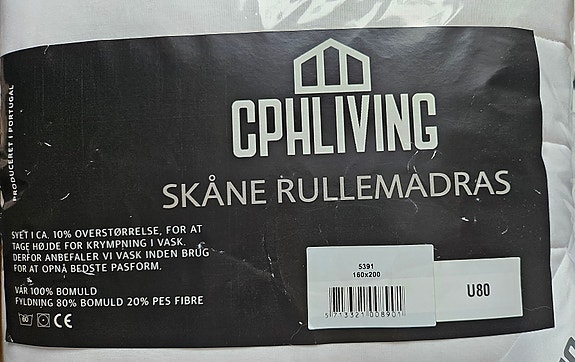 CPHLIVING
SKÅNE RULLEMADRAS
PRODUCERET I PORTUGAL
SYET I CA. 10% OVERSTØRRELSE, FOR AT
TAGE HØJDE FOR KRYMPNING I VASK.
DERFOR ANBEFALER VI VASK INDEN BRUG
FOR AT OPNÅ BEDSTE PASFORM.
VÅR 100% BOMULD
FYLDNING 80% BOMULD 20% PES FIBRE
60 CE
5391
160x200
5713321008901
U80